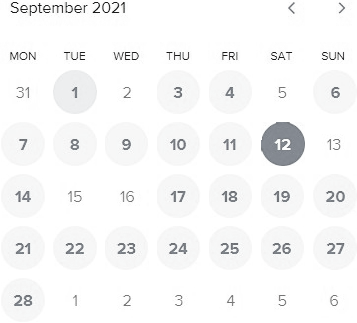 September 2021
MON TUE WED THU FRI SAT SUN
31 1 2 3 4 5 6
7 8 9 10 11 12 13
14 15 16 17 18 19 20
21 22 23 24 25 26 27
28 1 2 3 4 5 6